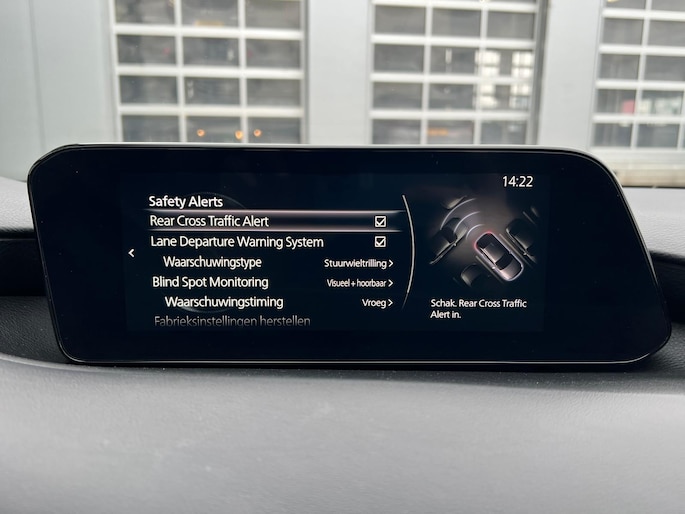 14:22
Safety Alerts
Rear Cross Traffic Alert
Lane Departure Warning System
Waarschuwingstype Stuurwieltrilling >
Blind Spot Monitoring Visueel + hoorbaar >
Waarschuwingstiming Vroeg >
Fabrieksinstellingen herstellen
Schak. Rear Cross Traffic
Alert in.